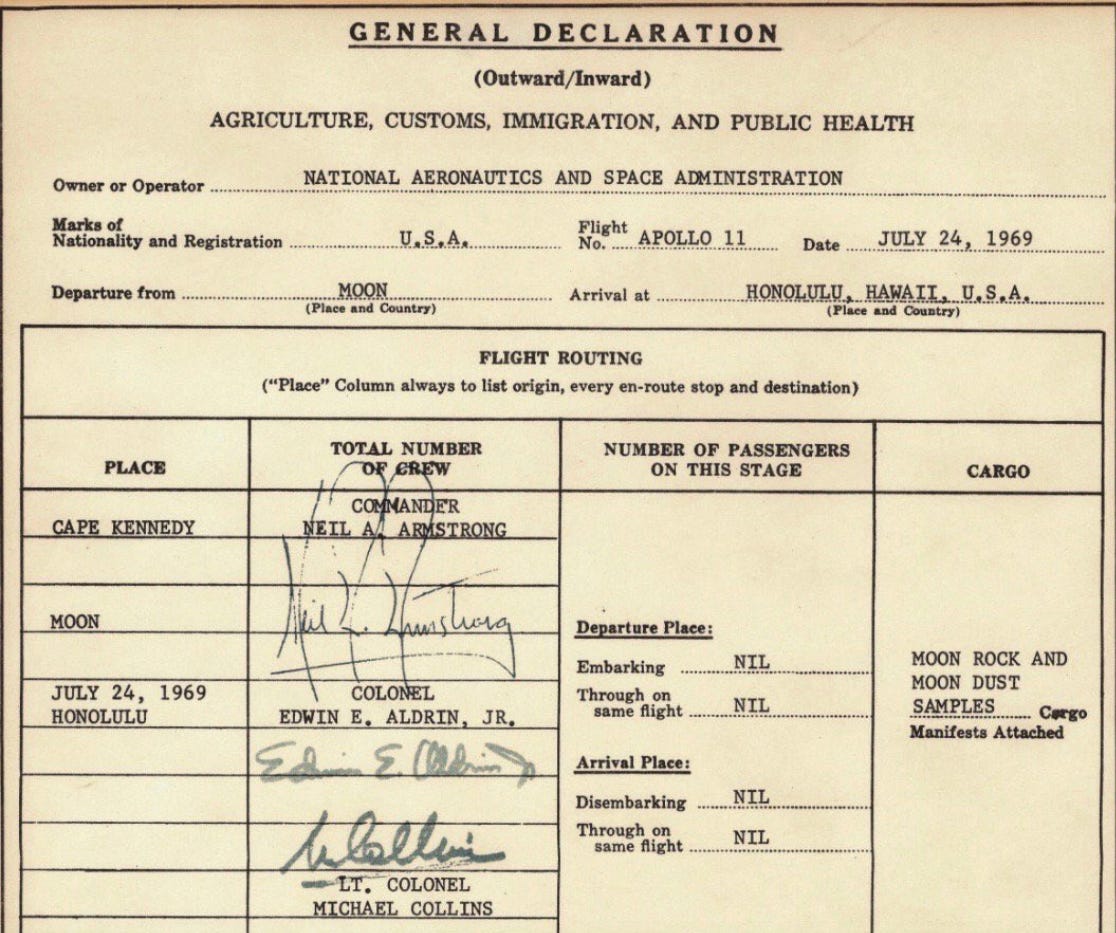 GENERAL DECLARATION
(Outward/Inward)
AGRICULTURE, CUSTOMS, IMMIGRATION, AND PUBLIC HEALTH
Owner or Operator NATIONAL AERONAUTICS AND SPACE ADMINISTRATION
Marks of
Nationality and Registration U.S.A. Flight No. APOLLO 11 Date JULY 24, 1969
Departure from MOON Arrival at HONOLULU, HAWAII, U.S.A.
(Place and Country) (Place and Country)
FLIGHT ROUTING
("Place" Column always to list origin, every en-route stop and destination)
PLACE
TOTAL NUMBER
OF CREW
NUMBER OF PASSENGERS
ON THIS STAGE
CARGO
CAPE KENNEDY
MOON
JULY 24, 1969
HONOLULU
COMMANDER
NEIL A. ARMSTRONG
Neil A. Armstrong
COLONEL
EDWIN E. ALDRIN, JR.
Edwin E. Aldrin Jr
M Collins
LT. COLONEL
MICHAEL COLLINS
Departure Place:
Embarking NIL
Through on
same flight NIL
Arrival Place:
Disembarking NIL
Through on
same flight NIL
MOON ROCK AND
MOON DUST
SAMPLES Cargo
Manifests Attached